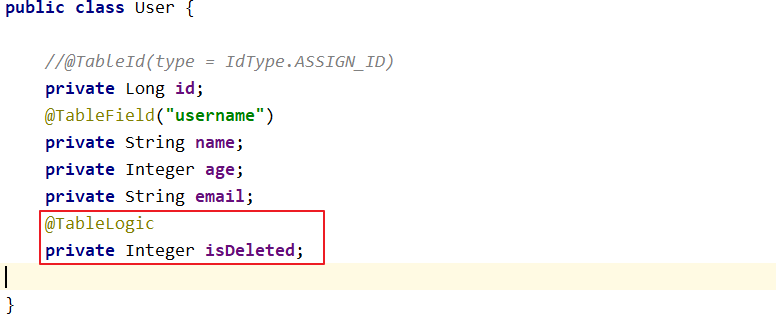 public class User {
//@TableId(type = IdType.ASSIGN_ID)
private Long id;
@TableField("username")
private String name;
private Integer age;
private String email;
@TableLogic
private Integer isDeleted;
}